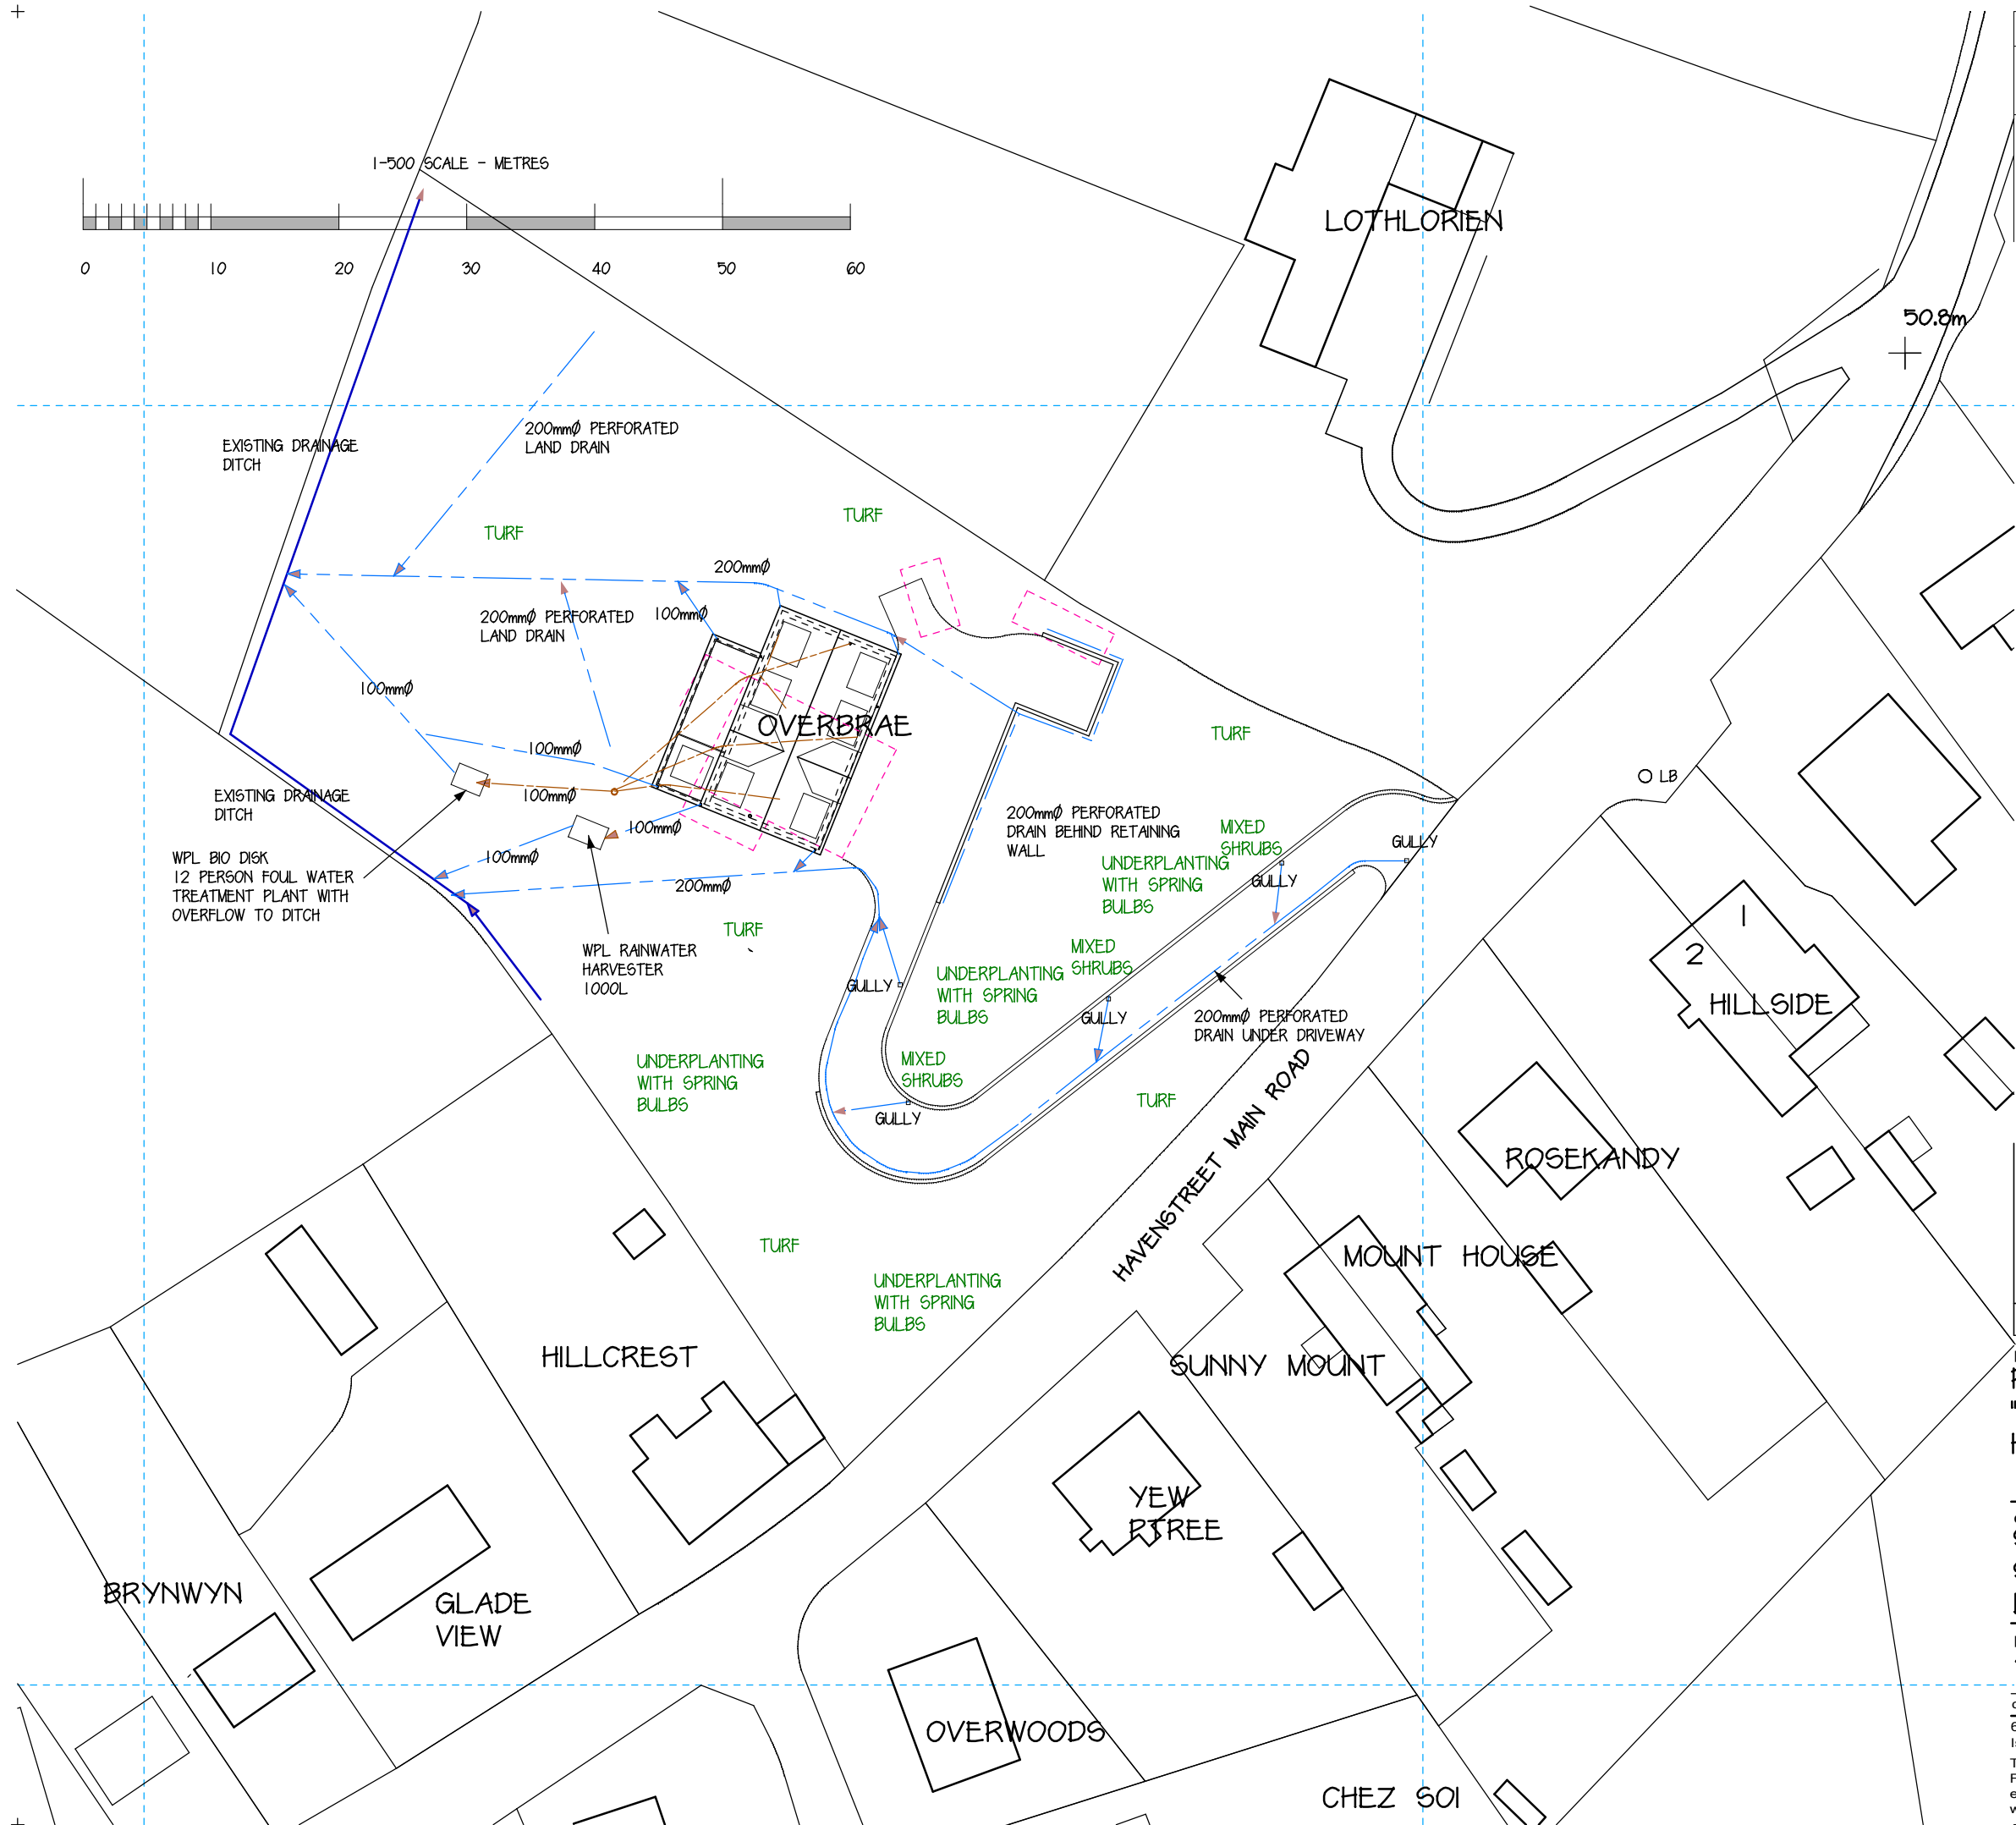 1-500 SCALE - METRES
0 10 20 30 40 50 60
LOTHLORIEN
50.8m
EXISTING DRAINAGE
DITCH
200mmØ PERFORATED
LAND DRAIN
TURF
TURF
200mmØ
200mmØ PERFORATED
LAND DRAIN
100mmØ
100mmØ
OVERBRAE
TURF
100mmØ
LB
EXISTING DRAINAGE
DITCH
100mmØ
100mmØ
200mmØ PERFORATED
DRAIN BEHIND RETAINING
WALL
MIXED
SHRUBS
GULLY
WPL BIO DISK
12 PERSON FOUL WATER
TREATMENT PLANT WITH
OVERFLOW TO DITCH
100mmØ
200mmØ
UNDERPLANTING
WITH SPRING
BULBS
GULLY
TURF
WPL RAINWATER
HARVESTER
1000L
GULLY
UNDERPLANTING
WITH SPRING
BULBS
MIXED
SHRUBS
GULLY
200mmØ PERFORATED
DRAIN UNDER DRIVEWAY
1
2
HILLSIDE
UNDERPLANTING
WITH SPRING
BULBS
MIXED
SHRUBS
GULLY
TURF
HAVENSTREET MAIN ROAD
ROSEKANDY
TURF
MOUNT HOUSE
UNDERPLANTING
WITH SPRING
BULBS
HILLCREST
SUNNY MOUNT
YEW
PTREE
BRYNWYN
GLADE
VIEW
OVERWOODS
CHEZ SOI